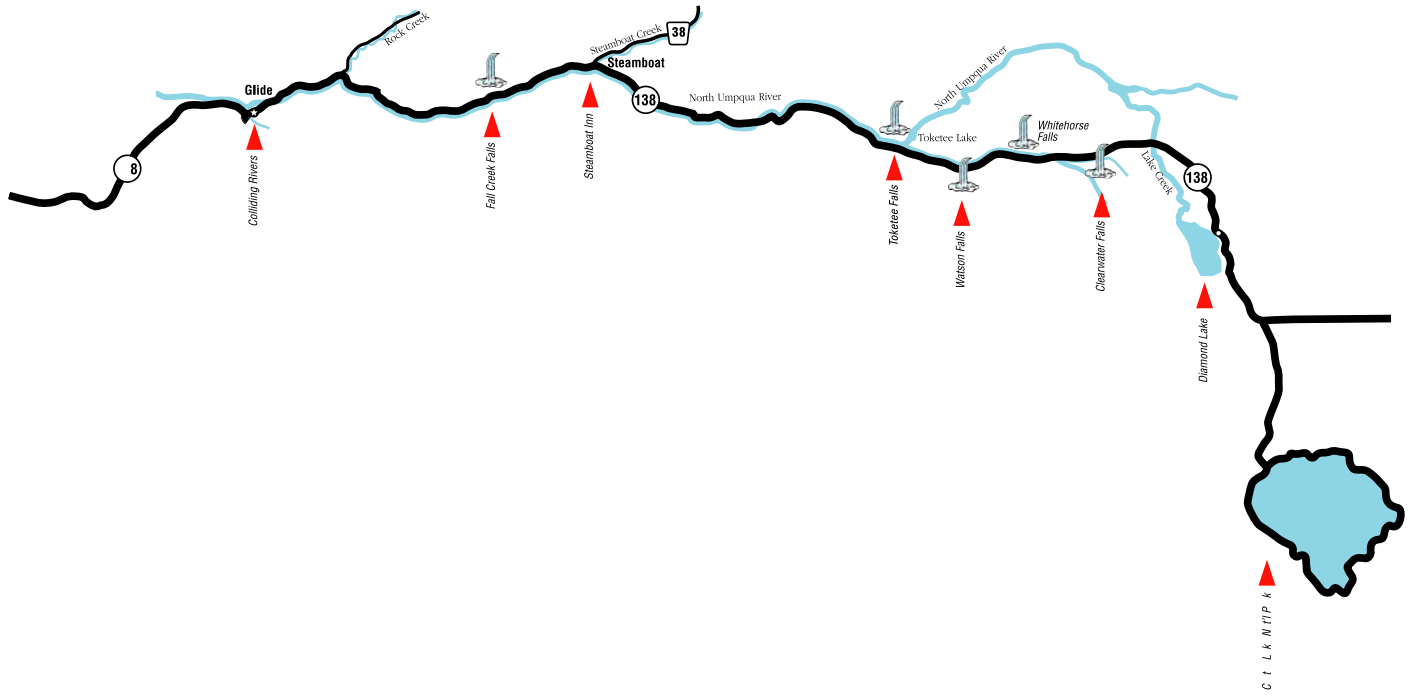 Rock Creek
Steamboat Creek
38
Steamboat
Glide
138
North Umpqua River
North Umpqua River
Toketee Lake
Whitehorse
Falls
Lake Creek
138
8
Colliding Rivers
Fall Creek Falls
Steamboat Inn
Toketee Falls
Watson Falls
Clearwater Falls
Diamond Lake
C t L k N t'l P k